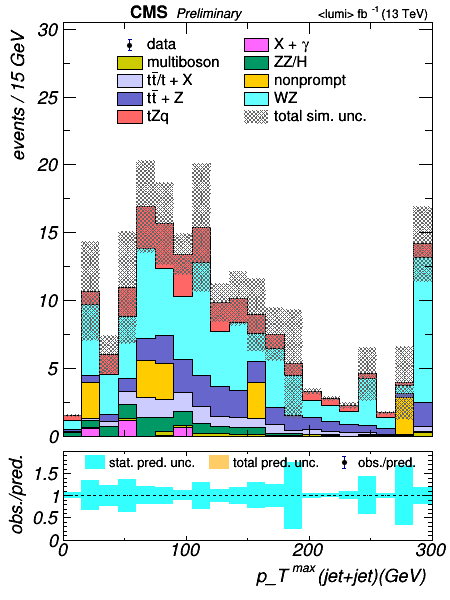 CMS Preliminary <lumi> fb -1 (13 TeV)
events / 15 GeV
30
25
20
15
10
5
0
data
multiboson
tt̄/t + X
tt̄ + Z
tZq
X + γ
ZZ/H
nonprompt
WZ
total sim. unc.
obs./pred.
1.5
1
0.5
0
stat. pred. unc. total pred. unc. obs./pred.
0 100 200 300
p_T max (jet+jet)(GeV)